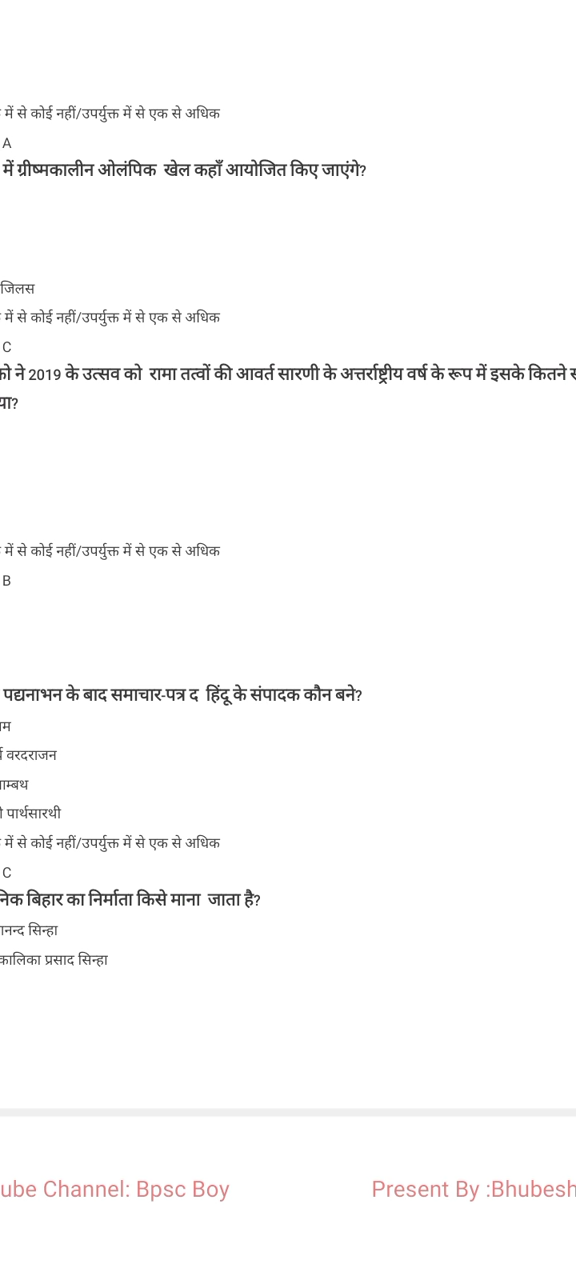 में से कोई नहीं/उपर्युक्त में से एक से अधिक
A
में ग्रीष्मकालीन ओलंपिक खेल कहाँ आयोजित किए जाएंगे?
जिलस
में से कोई नहीं/उपर्युक्त में से एक से अधिक
C
को ने 2019 के उत्सव को रामा तत्वों की आवर्त सारणी के अत्तर्राष्ट्रीय वर्ष के रूप में इसके कितने
या?
में से कोई नहीं/उपर्युक्त में से एक से अधिक
B
पद्यनाभन के बाद समाचार-पत्र द हिंदू के संपादक कौन बने?
म
वरदराजन
म्बथ
पार्थसारथी
में से कोई नहीं/उपर्युक्त में से एक से अधिक
C
निक बिहार का निर्माता किसे माना जाता है?
नन्द सिन्हा
कालिका प्रसाद सिन्हा
ube Channel: Bpsc Boy
Present By :Bhubesh